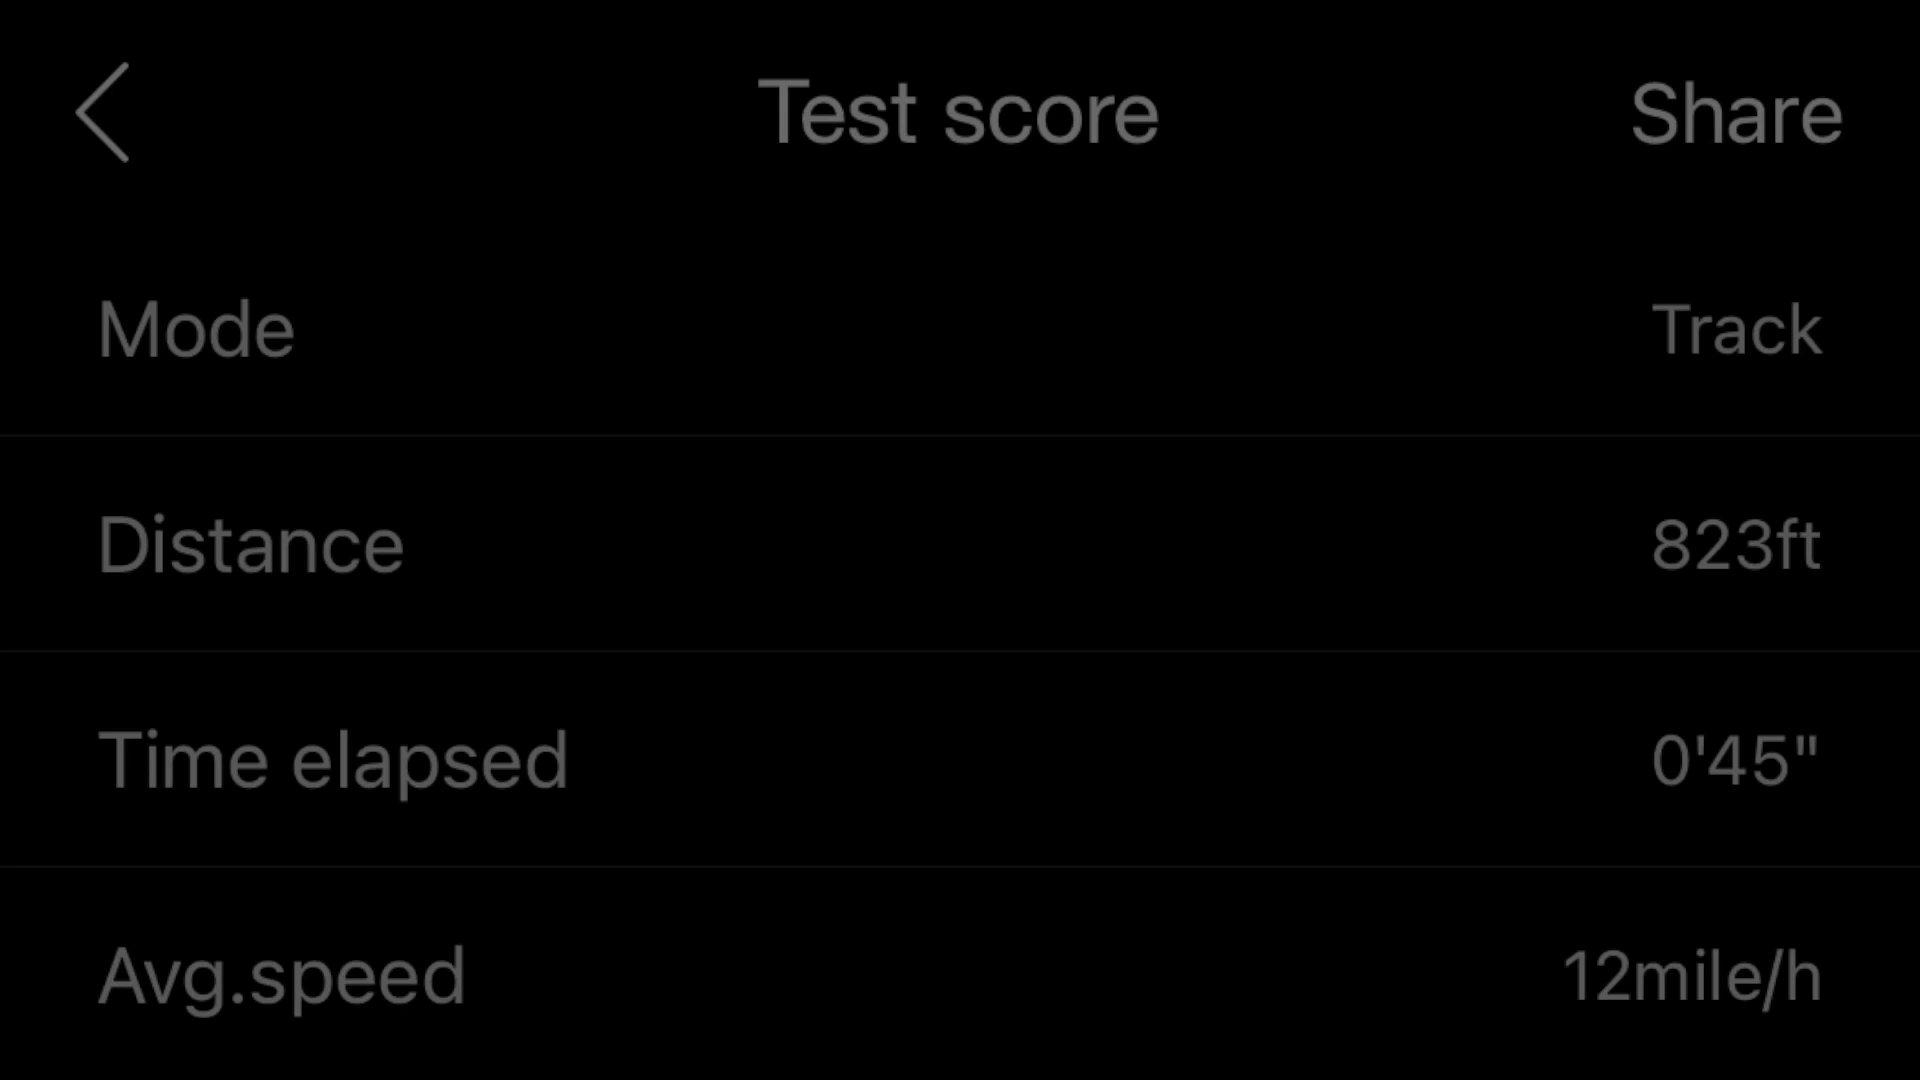 Test score Share
Mode Track
Distance 823ft
Time elapsed 0'45"
Avg.speed 12mile/h